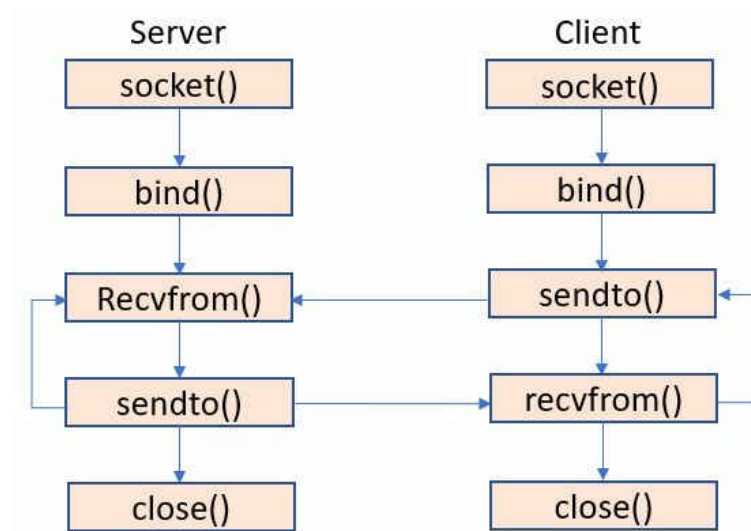 Server
Client
socket()
socket()
bind()
bind()
Recvfrom()
sendto()
sendto()
recvfrom()
close()
close()